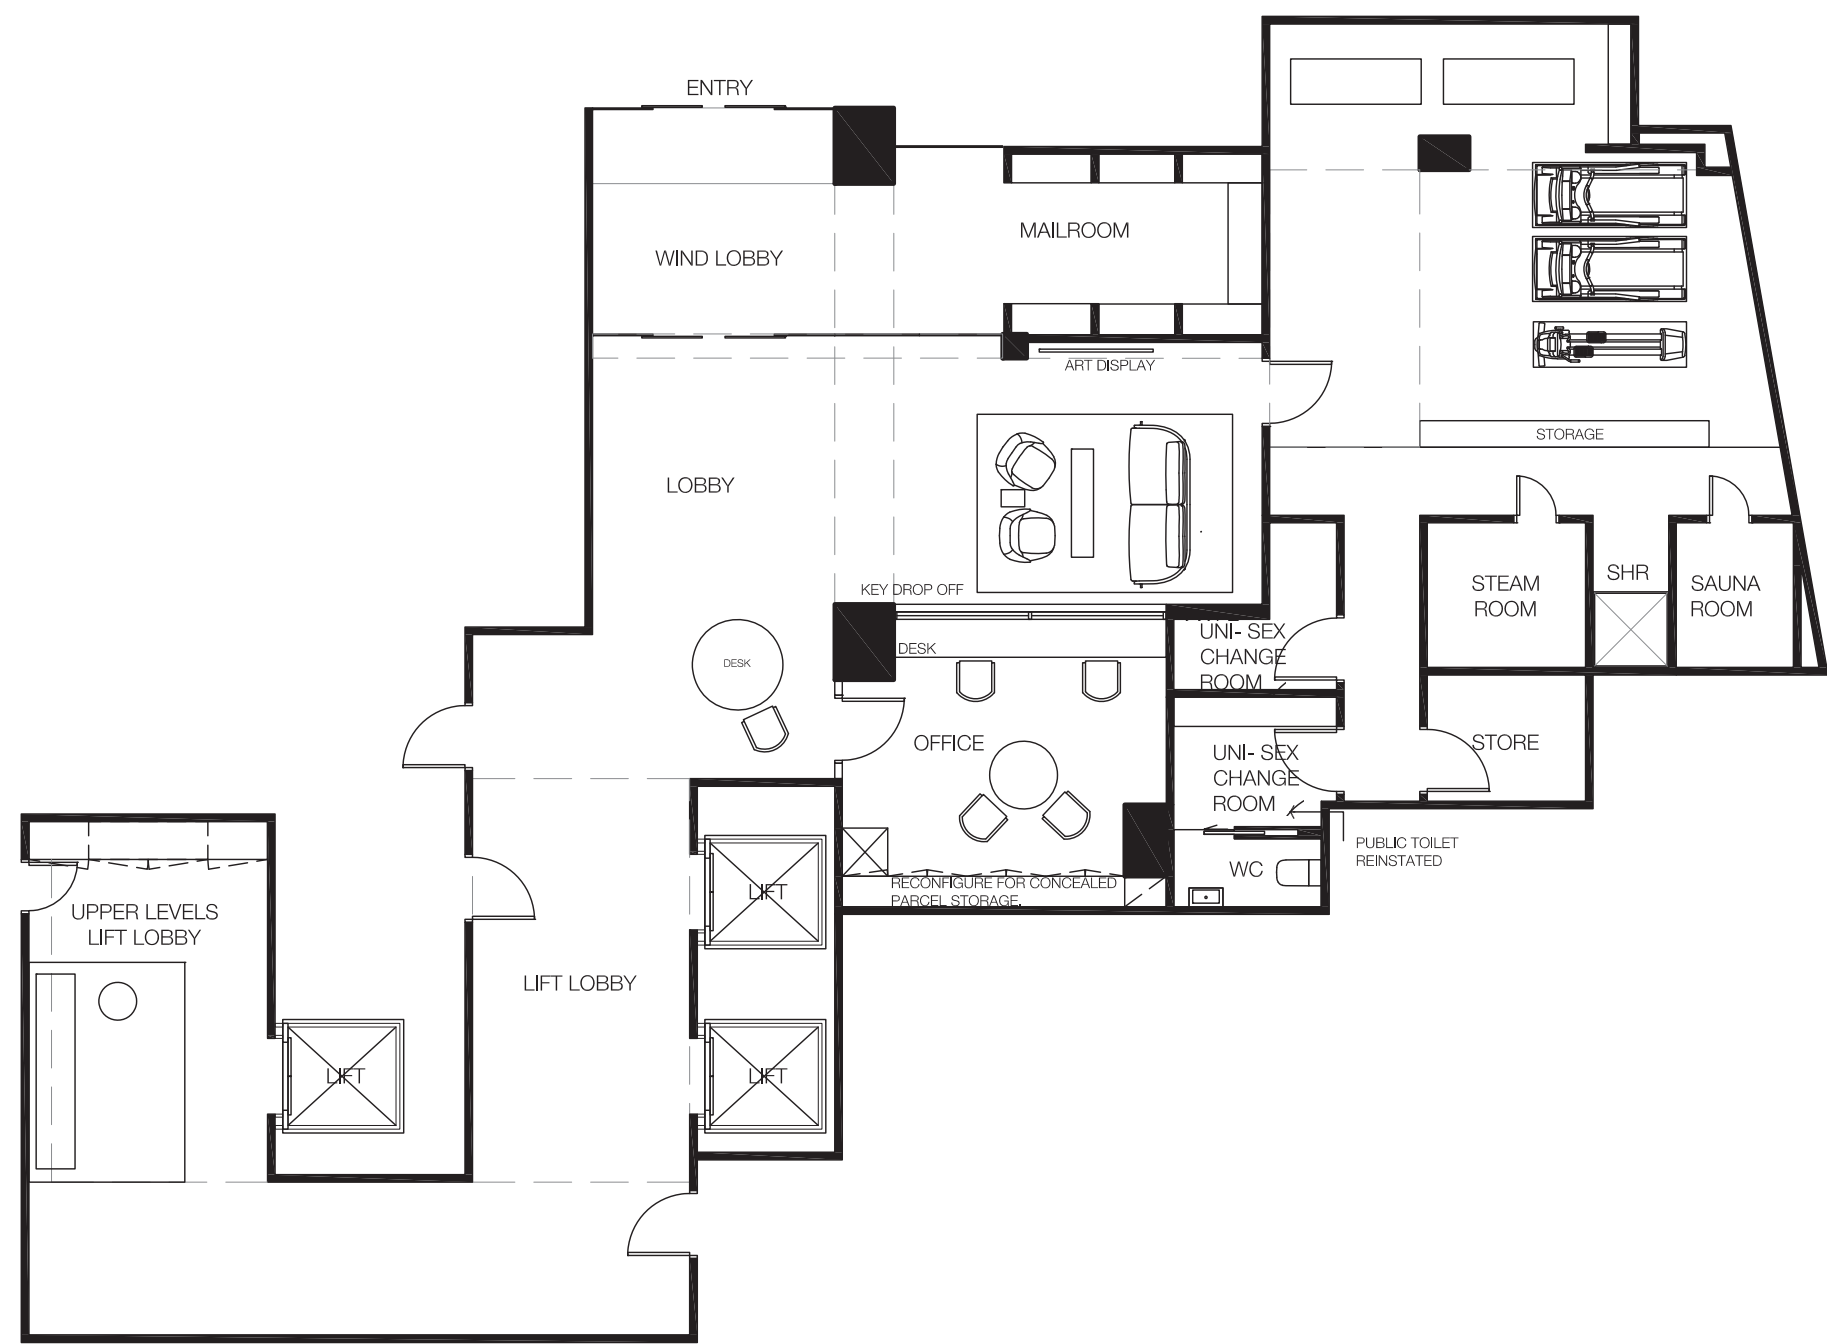 ENTRY
WIND LOBBY
MAILROOM
ART DISPLAY
STORAGE
LOBBY
KEY DROP OFF
DESK
DESK
OFFICE
UNI- SEX
CHANGE
ROOM
STEAM
ROOM
SHR
SAUNA
ROOM
UNI- SEX
CHANGE
ROOM
STORE
PUBLIC TOILET
REINSTATED
WC
RECONFIGURE FOR CONCEALED
PARCEL STORAGE.
LIFT
UPPER LEVELS
LIFT LOBBY
LIFT LOBBY
LIFT
LIFT